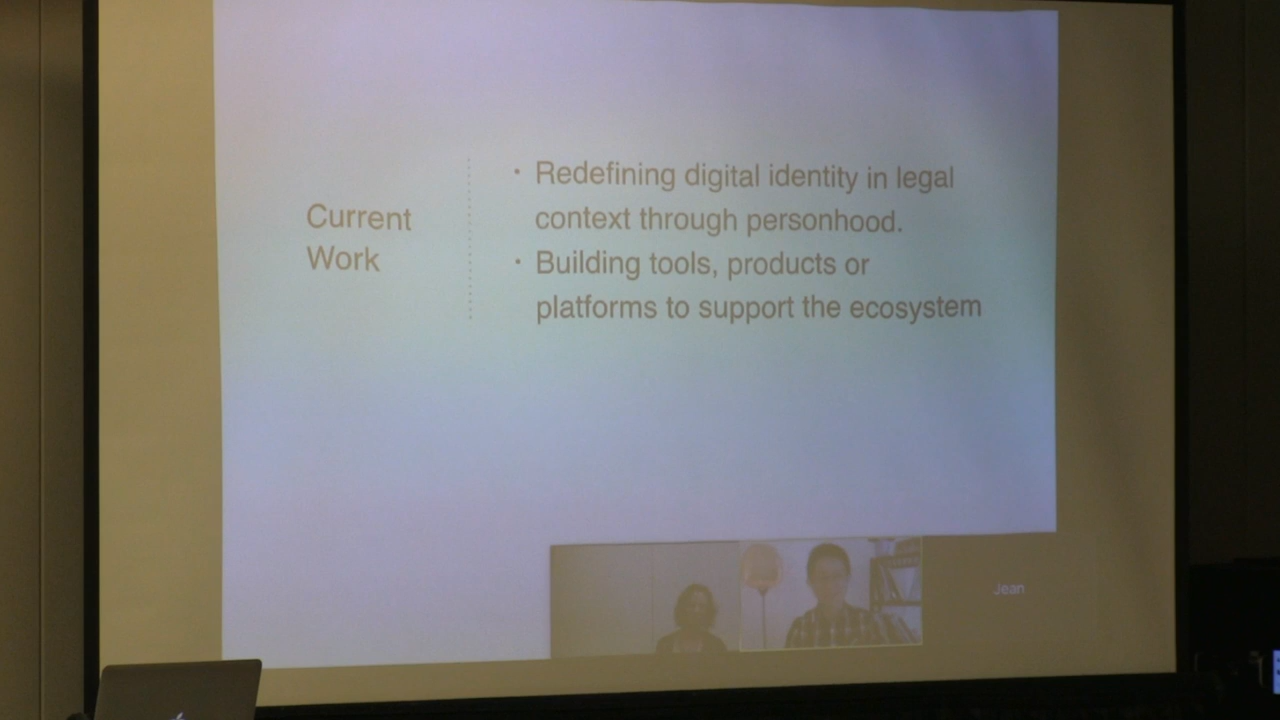 Current
Work
• Redefining digital identity in legal
context through personhood.
• Building tools, products or
platforms to support the ecosystem
Jean